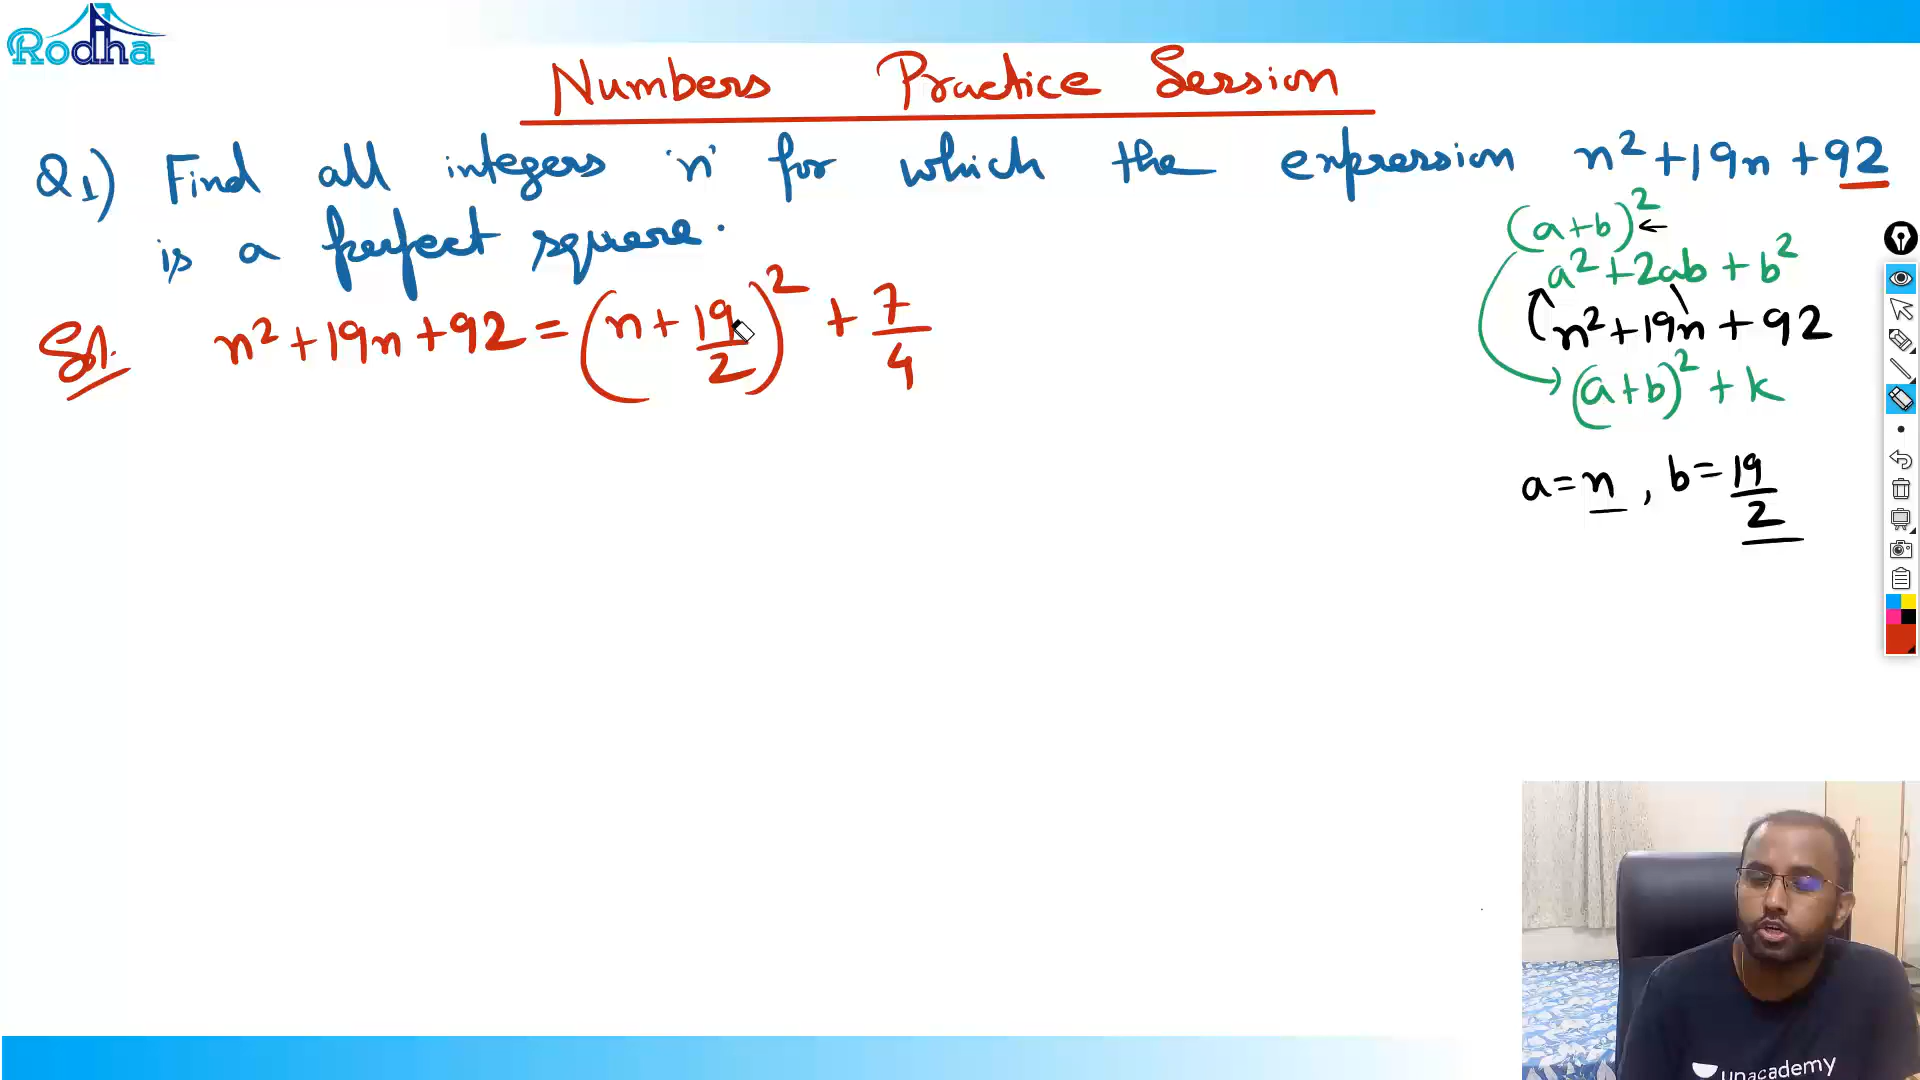 Rodha
Numbers Practice Session
Q1) Find all integers 'n' for which the expression n² + 19n + 92
is a perfect square.
Sol. n² + 19n + 92 = (n + 19/2)² + 7/4
(a+b)² ←
a² + 2ab + b²
n² + 19n + 92
(a+b)² + k
a = n , b = 19/2
unacademy